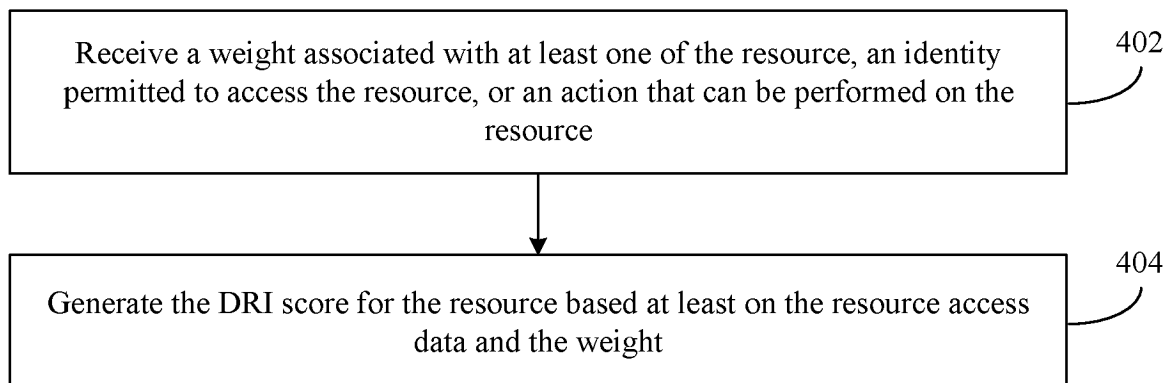 Receive a weight associated with at least one of the resource, an identity
permitted to access the resource, or an action that can be performed on the
resource
402
Generate the DRI score for the resource based at least on the resource access
data and the weight
404